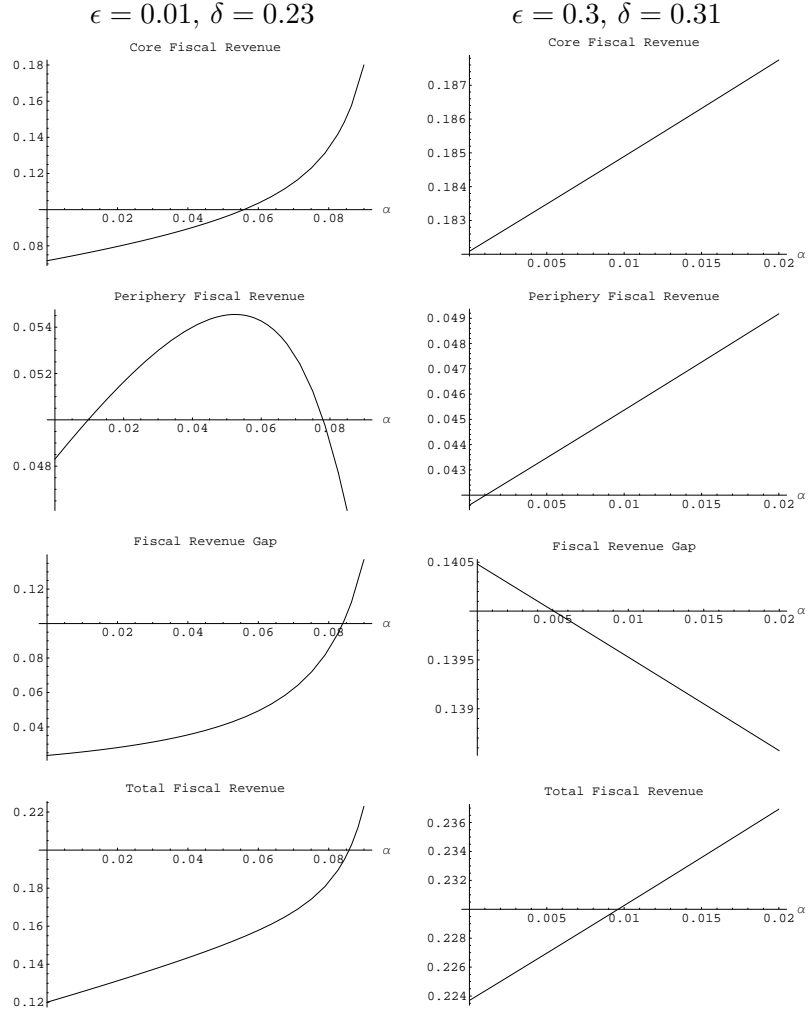 ϵ = 0.01, δ = 0.23
ϵ = 0.3, δ = 0.31
Core Fiscal Revenue
0.18
0.16
0.14
0.12
0.08
0.02 0.04 0.06 0.08 α
Core Fiscal Revenue
0.187
0.186
0.185
0.184
0.183
0.005 0.01 0.015 0.02 α
Periphery Fiscal Revenue
0.054
0.052
0.048
0.02 0.04 0.06 0.08 α
Periphery Fiscal Revenue
0.049
0.048
0.047
0.046
0.045
0.044
0.043
0.005 0.01 0.015 0.02 α
Fiscal Revenue Gap
0.12
0.08
0.06
0.04
0.02 0.04 0.06 0.08 α
Fiscal Revenue Gap
0.1405
0.1395
0.139
0.005 0.01 0.015 0.02 α
Total Fiscal Revenue
0.22
0.18
0.16
0.14
0.12
0.02 0.04 0.06 0.08 α
Total Fiscal Revenue
0.236
0.234
0.232
0.228
0.226
0.224
0.005 0.01 0.015 0.02 α